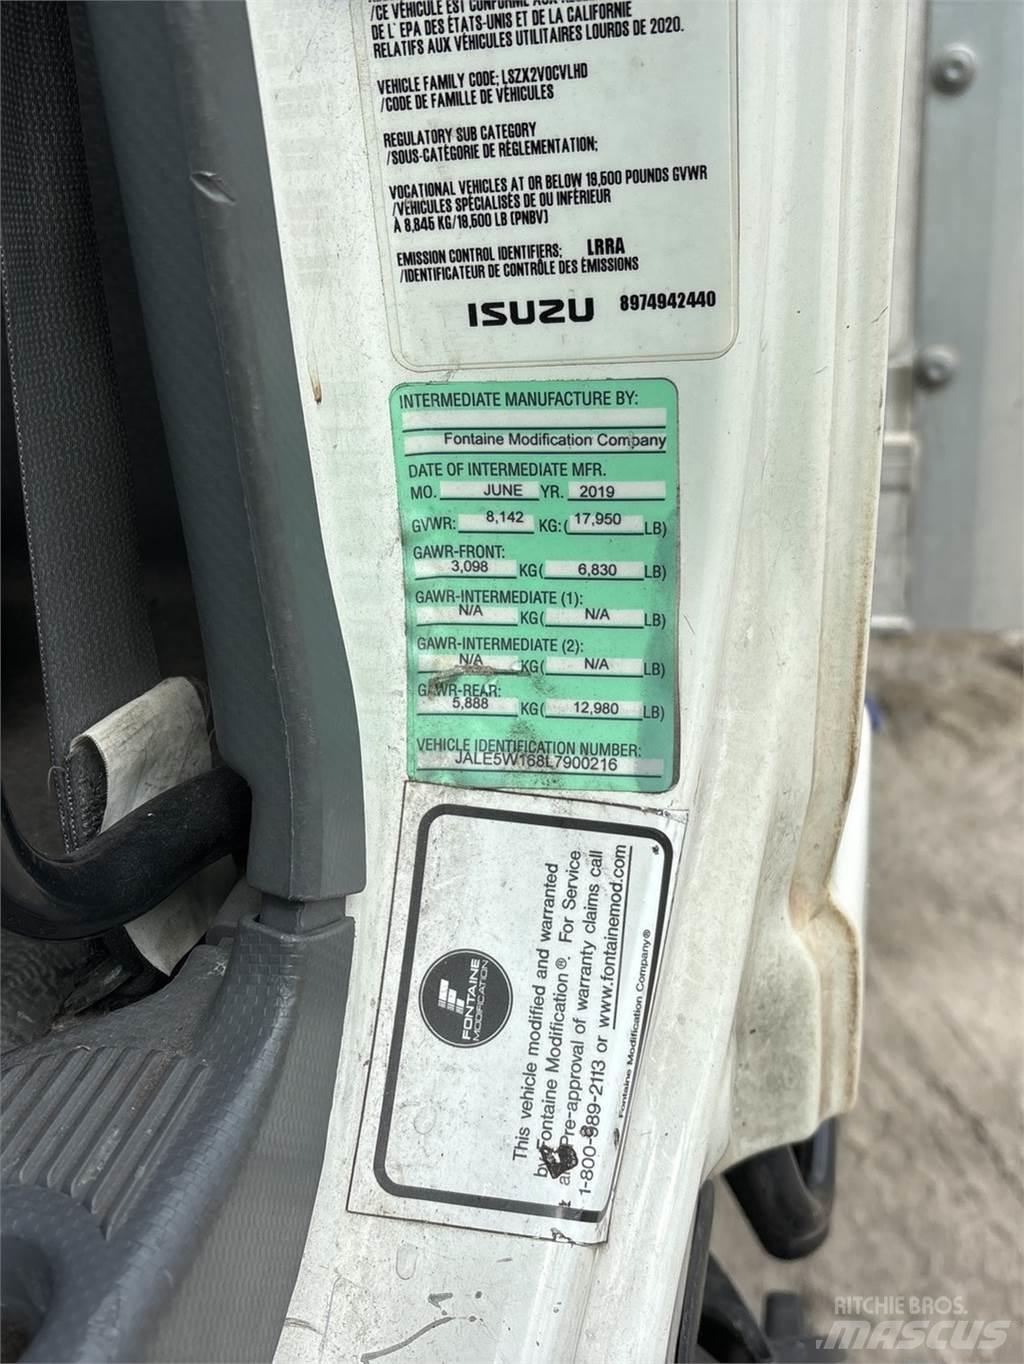 /CE VÉHICULE EST CONFORME AUX
DE L' EPA DES ÉTATS-UNIS ET DE LA CALIFORNIE
RELATIFS AUX VÉHICULES UTILITAIRES LOURDS DE 2020.
VEHICLE FAMILY CODE; LSZX2VOCVLHD
/CODE DE FAMILLE DE VÉHICULES
REGULATORY SUB CATEGORY
/SOUS-CATÉGORIE DE RÉGLEMENTATION;
VOCATIONAL VEHICLES AT OR BELOW 19,500 POUNDS GVWR
/VÉHICULES SPÉCIALISÉS DE OU INFÉRIEUR
À 8,845 KG/19,500 LB (PNBV)
EMISSION CONTROL IDENTIFIERS; LRRA
/IDENTIFICATEUR DE CONTRÔLE DES ÉMISSIONS
ISUZU 8974942440
INTERMEDIATE MANUFACTURE BY:
Fontaine Modification Company
DATE OF INTERMEDIATE MFR.
MO. JUNE YR. 2019
GVWR: 8,142 KG:( 17,950 LB)
GAWR-FRONT:
3,098 KG( 6,830 LB)
GAWR-INTERMEDIATE (1):
N/A KG( N/A LB)
GAWR-INTERMEDIATE (2):
N/A KG( N/A LB)
GAWR-REAR:
5,888 KG( 12,980 LB)
VEHICLE IDENTIFICATION NUMBER:
JALE5W168L7900216
FONTAINE
MODIFICATION
This vehicle modified and warranted
by Fontaine Modification®. For Service
and Pre-approval of warranty claims call
1-800-989-2113 or www.fontainemod.com
Fontaine Modification Company®
RITCHIE BROS.
MASCUS